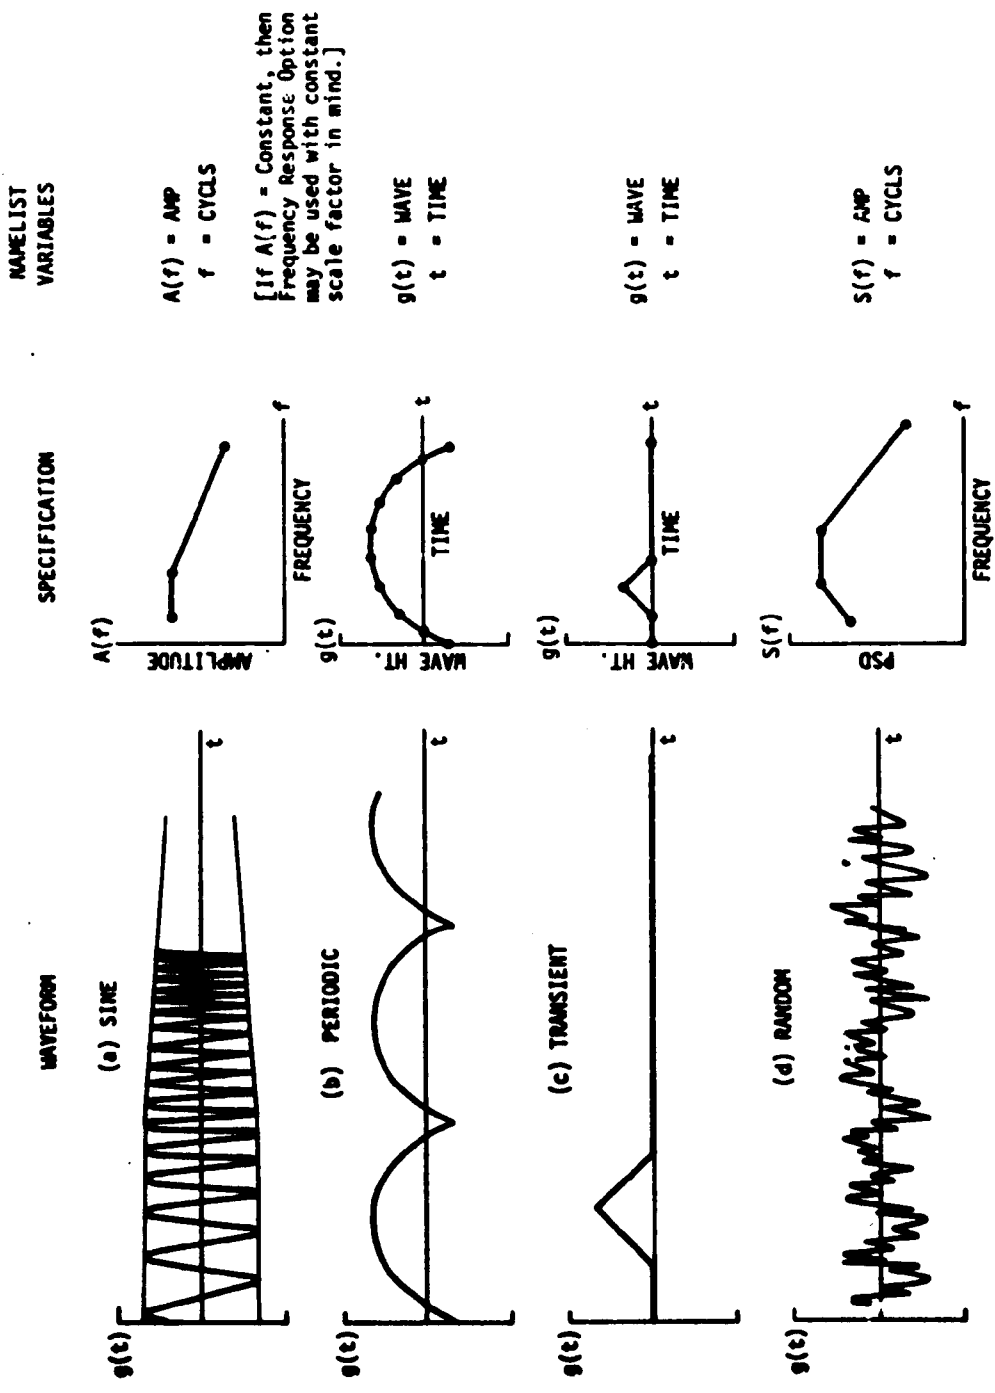 WAVEFORM
SPECIFICATION
NAMELIST
VARIABLES
(a) SINE
g(t)
t
A(f)
AMPLITUDE
FREQUENCY
f
A(f) = AMP
f = CYCLS
[If A(f) = Constant, then
Frequency Response Option
may be used with constant
scale factor in mind.]
(b) PERIODIC
g(t)
t
g(t)
WAVE HT.
TIME
t
g(t) = WAVE
t = TIME
(c) TRANSIENT
g(t)
t
g(t)
WAVE HT.
TIME
t
g(t) = WAVE
t = TIME
(d) RANDOM
g(t)
t
S(f)
PSD
FREQUENCY
f
S(f) = AMP
f = CYCLS